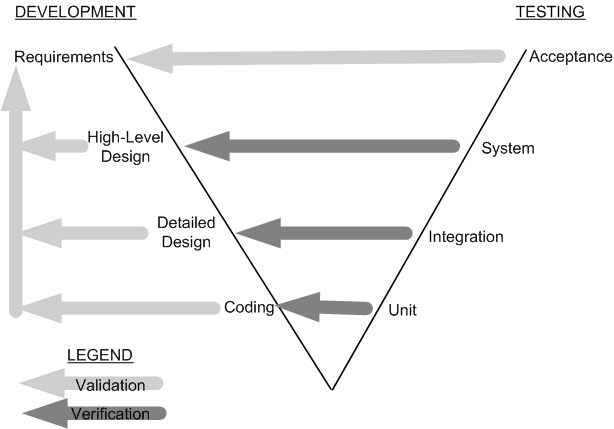 DEVELOPMENT
TESTING
Requirements
Acceptance
High-Level
Design
System
Detailed
Design
Integration
Coding
Unit
LEGEND
Validation
Verification